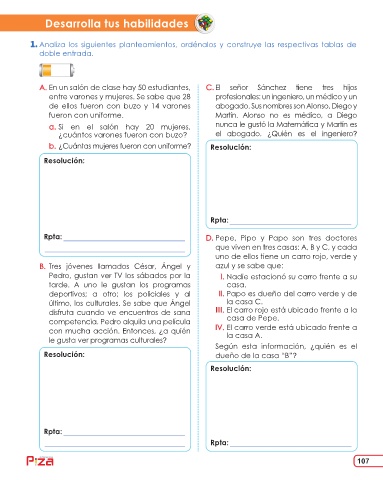 Desarrolla tus habilidades
1. Analiza los siguientes planteamientos, ordénalos y construye las respectivas tablas de
doble entrada.
A. En un salón de clase hay 50 estudiantes,
entre varones y mujeres. Se sabe que 28
de ellos fueron con buzo y 14 varones
fueron con uniforme.
a. Si en el salón hay 20 mujeres,
¿cuántos varones fueron con buzo?
b. ¿Cuántas mujeres fueron con uniforme?
Resolución:
Rpta:
B. Tres jóvenes llamados César, Ángel y
Pedro, gustan ver TV los sábados por la
tarde. A uno le gustan los programas
deportivos; a otro; los policiales y al
último, los culturales. Se sabe que Ángel
disfruta cuando ve encuentros de sana
competencia. Pedro alquila una película
con mucha acción. Entonces, ¿a quién
le gusta ver programas culturales?
Resolución:
Rpta:
C. El señor Sánchez tiene tres hijos
profesionales: un ingeniero, un médico y un
abogado. Sus nombres son Alonso, Diego y
Martín. Alonso no es médico, a Diego
nunca le gustó la Matemática y Martín es
el abogado. ¿Quién es el ingeniero?
Resolución:
Rpta:
D. Pepe, Pipo y Papo son tres doctores
que viven en tres casas: A, B y C, y cada
uno de ellos tiene un carro rojo, verde y
azul y se sabe que:
I. Nadie estacionó su carro frente a su
casa.
II. Papo es dueño del carro verde y de
la casa C.
III. El carro rojo está ubicado frente a la
casa de Pepe.
IV. El carro verde está ubicado frente a
la casa A.
Según esta información, ¿quién es el
dueño de la casa "B"?
Resolución:
Rpta:
Piza
107